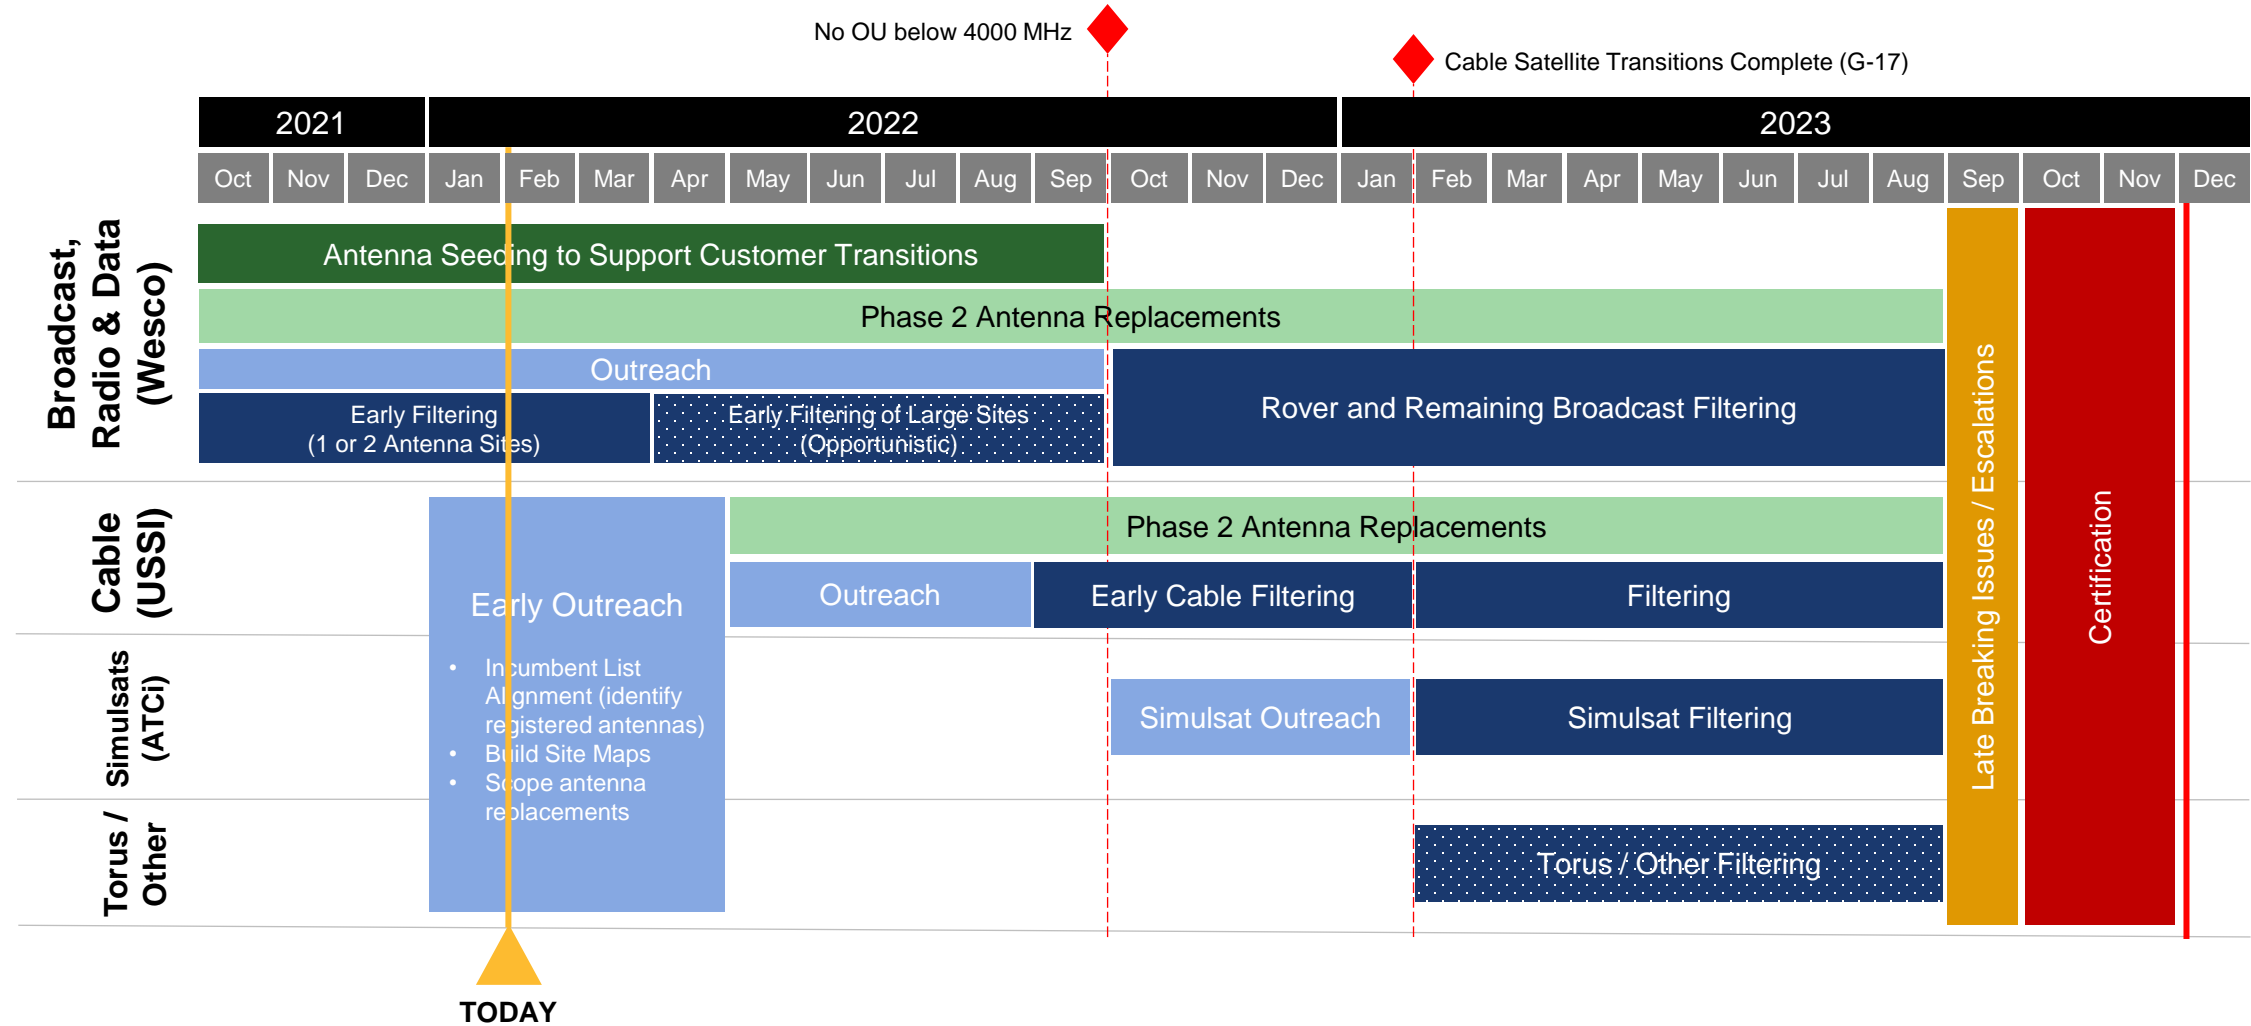 No OU below 4000 MHz
Cable Satellite Transitions Complete (G-17)
2021
2022
2023
Oct Nov Dec Jan Feb Mar Apr May Jun Jul Aug Sep Oct Nov Dec Jan Feb Mar Apr May Jun Jul Aug Sep Oct Nov Dec
Broadcast,
Radio & Data
(Wesco)
Antenna Seeding to Support Customer Transitions
Phase 2 Antenna Replacements
Outreach
Early Filtering
(1 or 2 Antenna Sites)
Early Filtering of Large Sites
(Opportunistic)
Rover and Remaining Broadcast Filtering
Cable
(USSI)
Early Outreach
• Incumbent List
Alignment (identify
registered antennas)
• Build Site Maps
• Scope antenna
replacements
Phase 2 Antenna Replacements
Outreach
Early Cable Filtering
Filtering
Simulsats
(ATCi)
Simulsat Outreach
Simulsat Filtering
Torus /
Other
Torus / Other Filtering
Late Breaking Issues / Escalations
Certification
TODAY